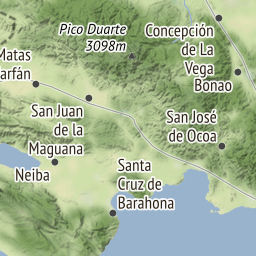 Pico Duarte
3098m
Concepción
de La
Vega
Bonao
Matas
arfán
San Juan
de la
Maguana
San José
de Ocoa
Neiba
Santa
Cruz de
Barahona